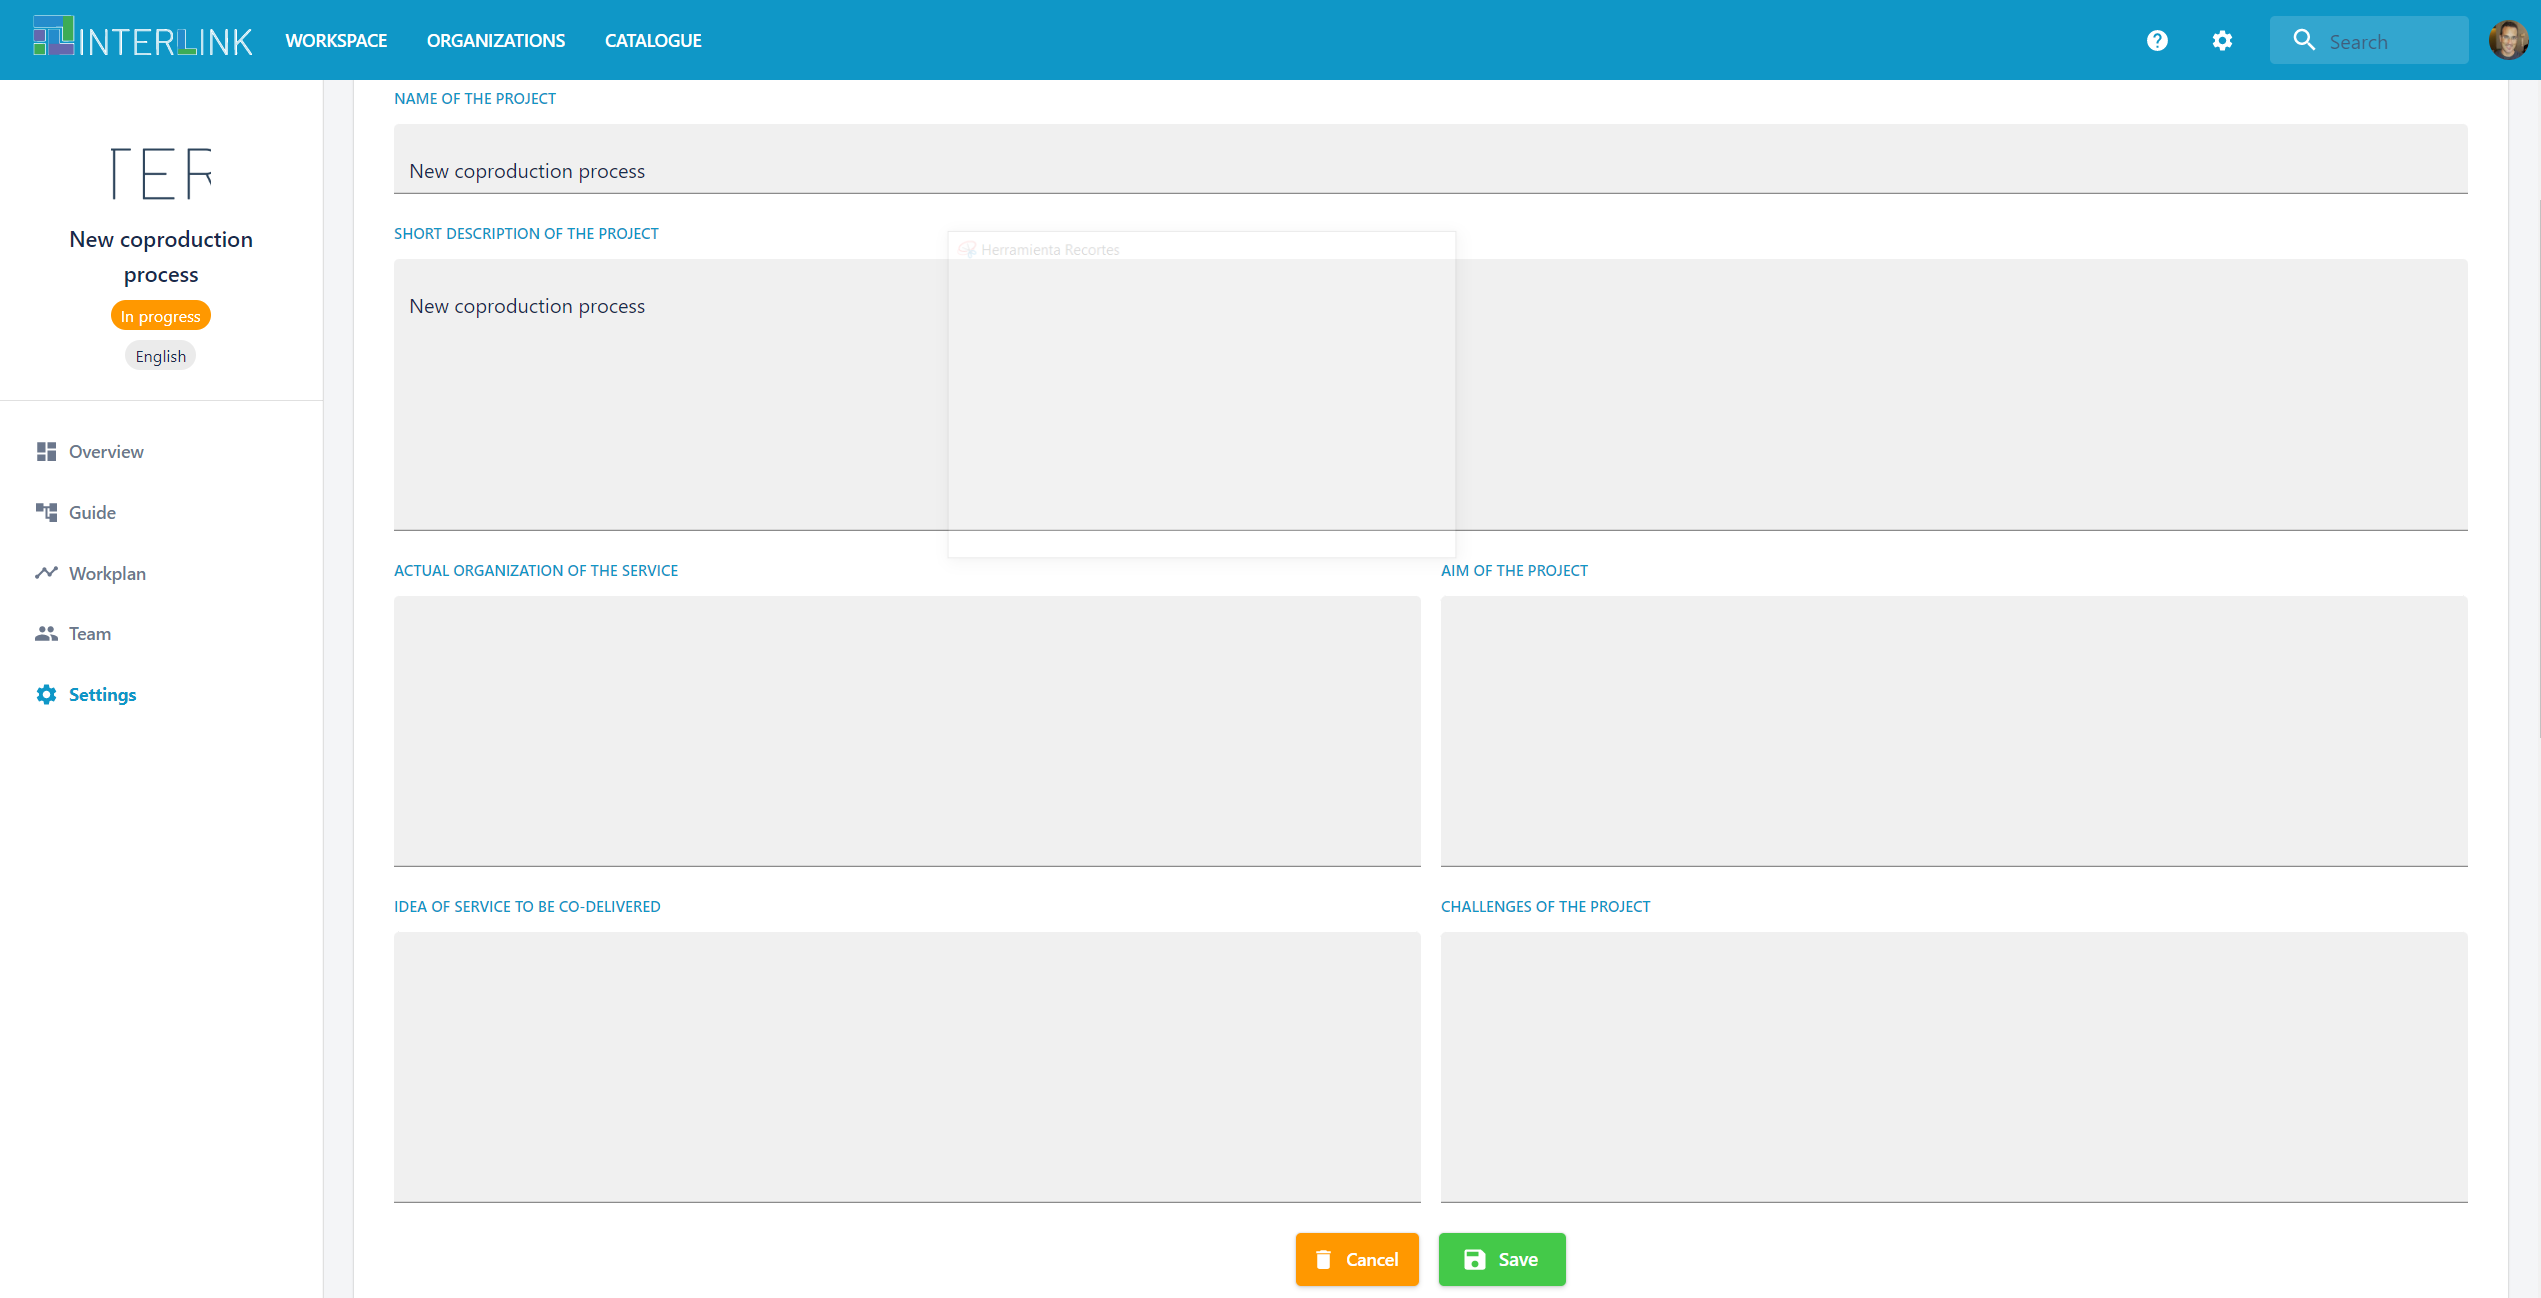 INTERLINK
WORKSPACE
ORGANIZATIONS
CATALOGUE
Search
TER
New coproduction
process
In progress
English
Overview
Guide
Workplan
Team
Settings
NAME OF THE PROJECT
New coproduction process
SHORT DESCRIPTION OF THE PROJECT
Herramienta Recortes
New coproduction process
ACTUAL ORGANIZATION OF THE SERVICE
AIM OF THE PROJECT
IDEA OF SERVICE TO BE CO-DELIVERED
CHALLENGES OF THE PROJECT
Cancel
Save